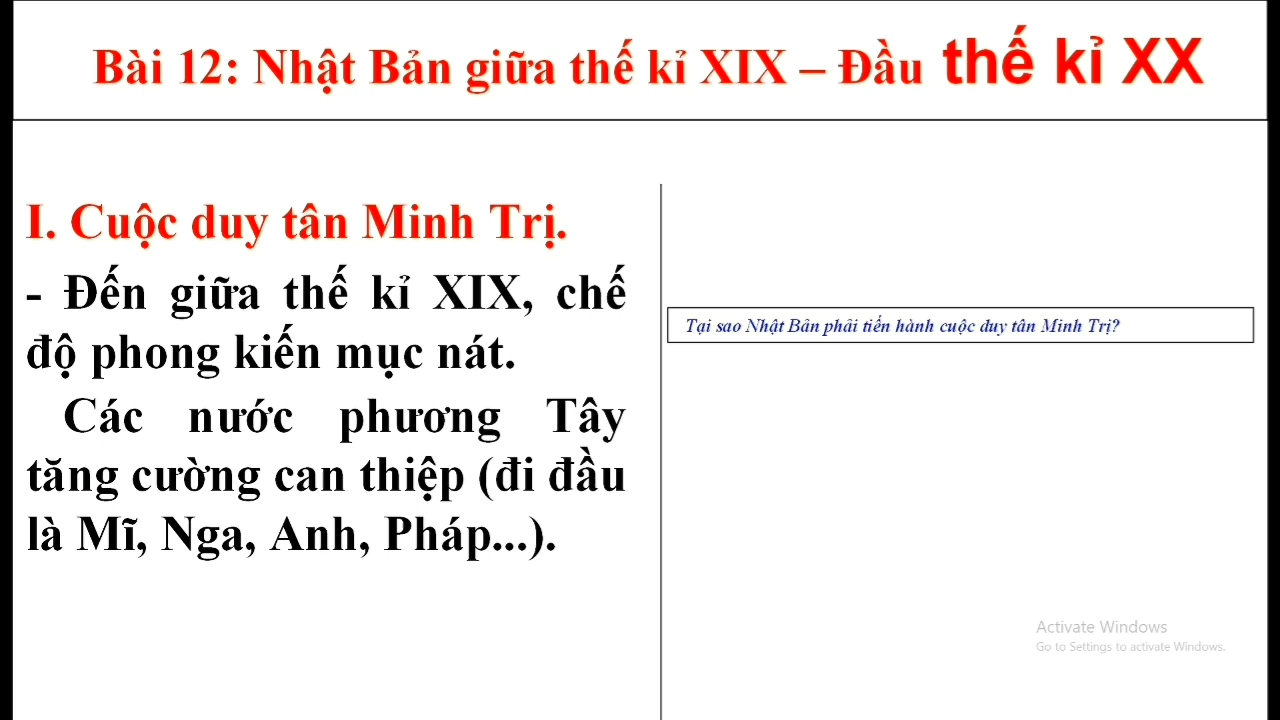 Bài 12: Nhật Bản giữa thế kỉ XIX – Đầu thế kỉ XX
I. Cuộc duy tân Minh Trị.
- Đến giữa thế kỉ XIX, chế
độ phong kiến mục nát.
Các nước phương Tây
tăng cường can thiệp (đi đầu
là Mĩ, Nga, Anh, Pháp...).
Tại sao Nhật Bản phải tiến hành cuộc duy tân Minh Trị?
Activate Windows
Go to Settings to activate Windows.